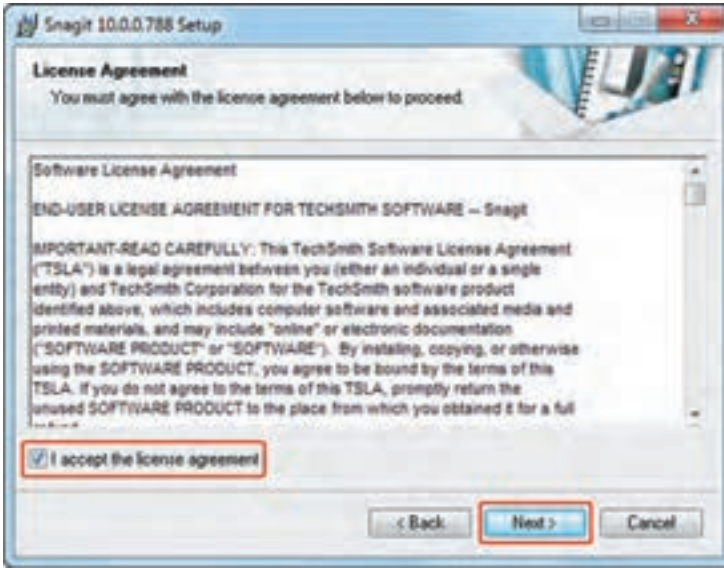 Snagit 10.0.0.788 Setup
License Agreement
You must agree with the license agreement below to proceed.
Software License Agreement
END-USER LICENSE AGREEMENT FOR TECHSMITH SOFTWARE -- Snagit
IMPORTANT-READ CAREFULLY: This TechSmith Software License Agreement
("TSLA") is a legal agreement between you (either an individual or a single
entity) and TechSmith Corporation for the TechSmith software product
identified above, which includes computer software and associated media and
printed materials, and may include "online" or electronic documentation
("SOFTWARE PRODUCT" or "SOFTWARE"). By installing, copying, or otherwise
using the SOFTWARE PRODUCT, you agree to be bound by the terms of this
TSLA. If you do not agree to the terms of this TSLA, promptly return the
unused SOFTWARE PRODUCT to the place from which you obtained it for a full
I accept the license agreement
< Back
Next >
Cancel